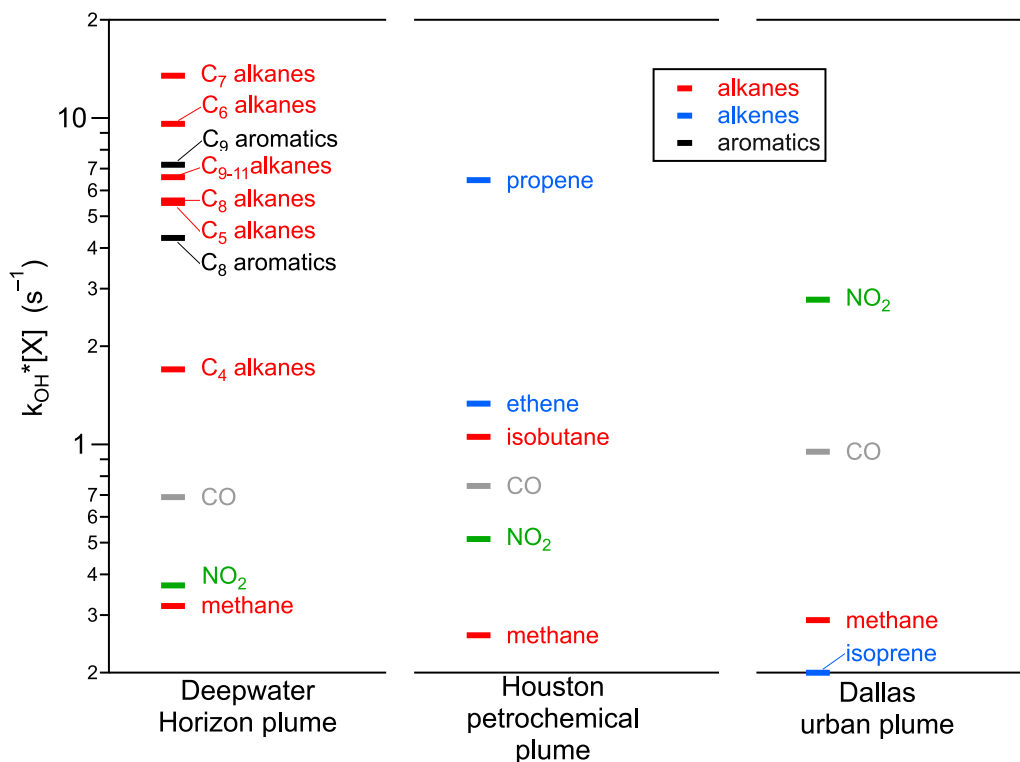 k_OH*[X] (s⁻¹)
2
10
7
6
5
4
3
2
1
7
6
5
4
3
2
C₇ alkanes
C₆ alkanes
C₉ aromatics
C₉₋₁₁alkanes
C₈ alkanes
C₅ alkanes
C₈ aromatics
C₄ alkanes
CO
NO₂
methane
Deepwater
Horizon plume
propene
ethene
isobutane
CO
NO₂
methane
Houston
petrochemical
plume
alkanes
alkenes
aromatics
NO₂
CO
methane
isoprene
Dallas
urban plume